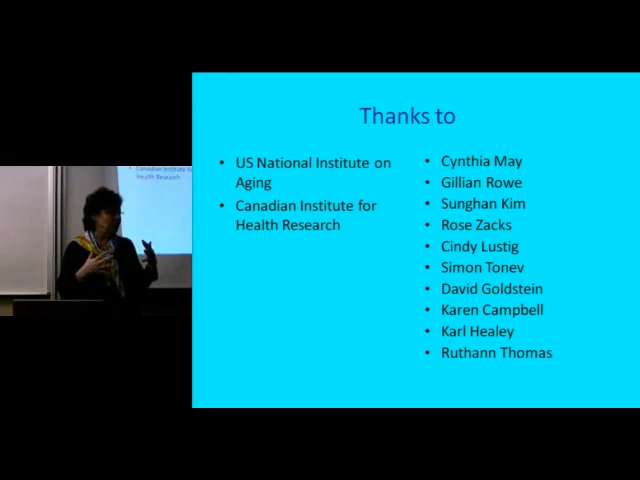 Thanks to
• US National Institute on
Aging
• Canadian Institute for
Health Research
• Cynthia May
• Gillian Rowe
• Sunghan Kim
• Rose Zacks
• Cindy Lustig
• Simon Tonev
• David Goldstein
• Karen Campbell
• Karl Healey
• Ruthann Thomas
• Canadian Institute
Health Research